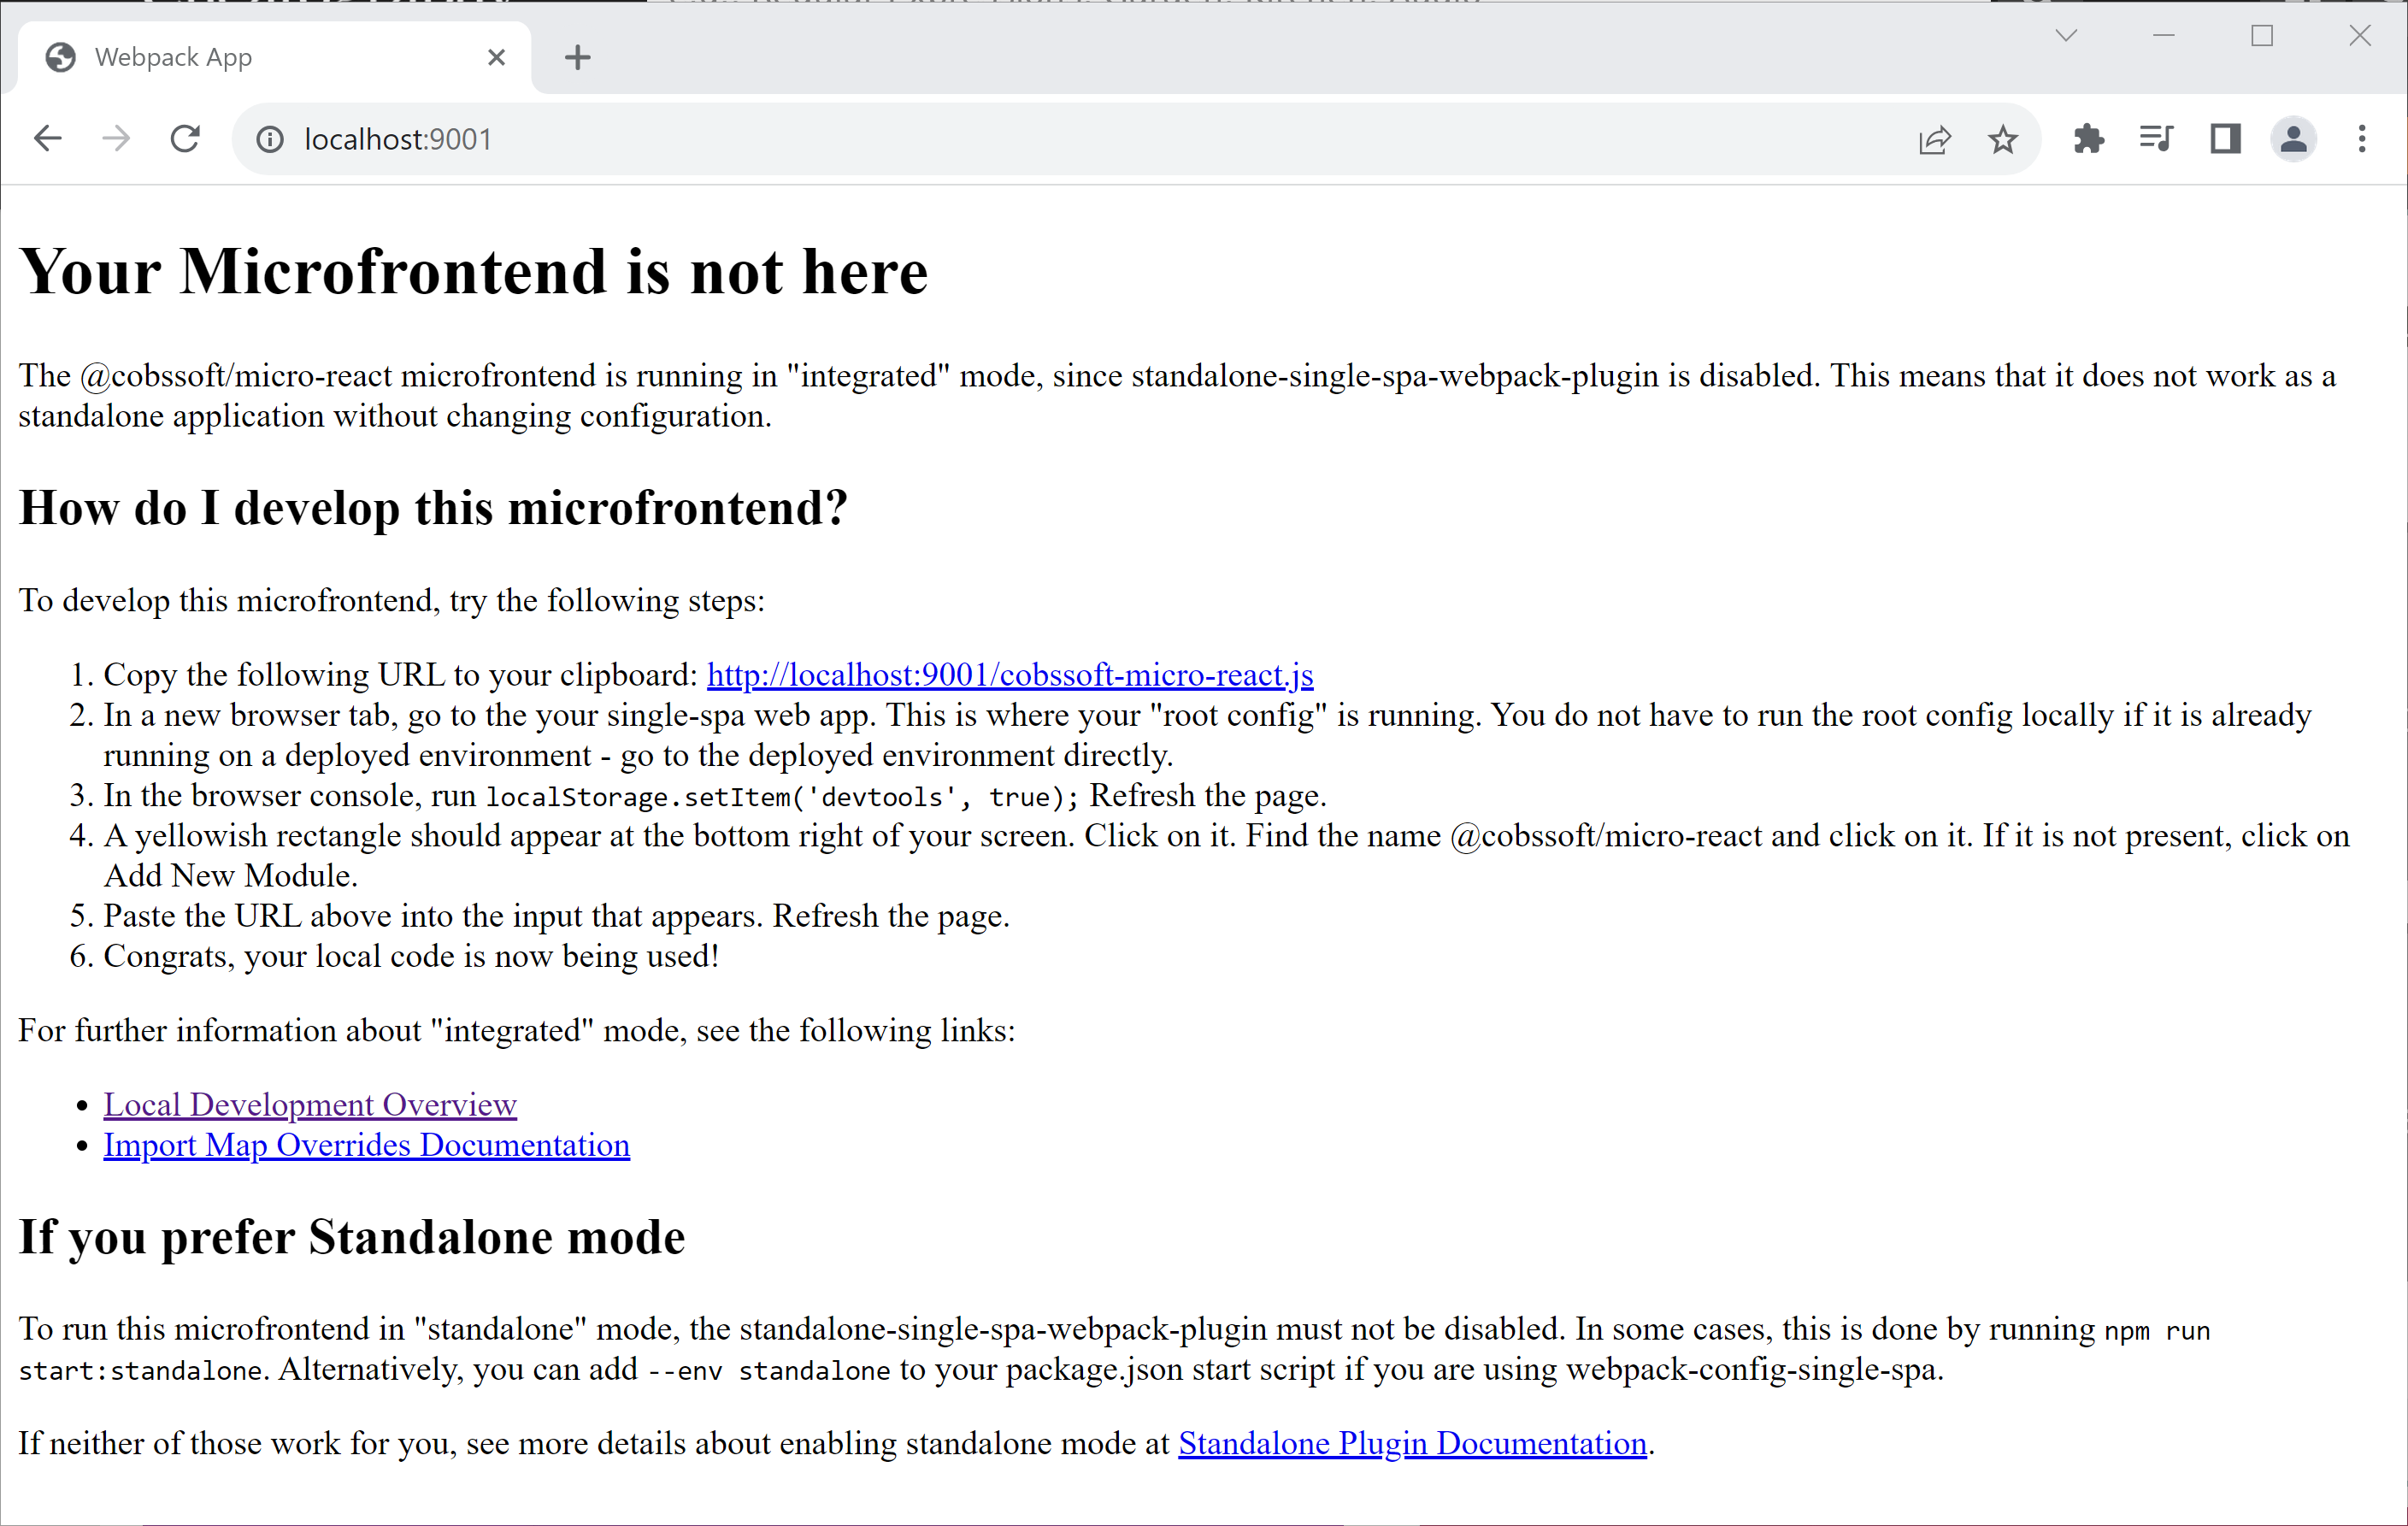 Webpack App
localhost:9001
Your Microfrontend is not here
The @cobssoft/micro-react microfrontend is running in "integrated" mode, since standalone-single-spa-webpack-plugin is disabled. This means that it does not work as a
standalone application without changing configuration.
How do I develop this microfrontend?
To develop this microfrontend, try the following steps:
1. Copy the following URL to your clipboard: http://localhost:9001/cobssoft-micro-react.js
2. In a new browser tab, go to the your single-spa web app. This is where your "root config" is running. You do not have to run the root config locally if it is already
running on a deployed environment - go to the deployed environment directly.
3. In the browser console, run localStorage.setItem('devtools', true); Refresh the page.
4. A yellowish rectangle should appear at the bottom right of your screen. Click on it. Find the name @cobssoft/micro-react and click on it. If it is not present, click on
Add New Module.
5. Paste the URL above into the input that appears. Refresh the page.
6. Congrats, your local code is now being used!
For further information about "integrated" mode, see the following links:
• Local Development Overview
• Import Map Overrides Documentation
If you prefer Standalone mode
To run this microfrontend in "standalone" mode, the standalone-single-spa-webpack-plugin must not be disabled. In some cases, this is done by running npm run
start:standalone. Alternatively, you can add --env standalone to your package.json start script if you are using webpack-config-single-spa.
If neither of those work for you, see more details about enabling standalone mode at Standalone Plugin Documentation.